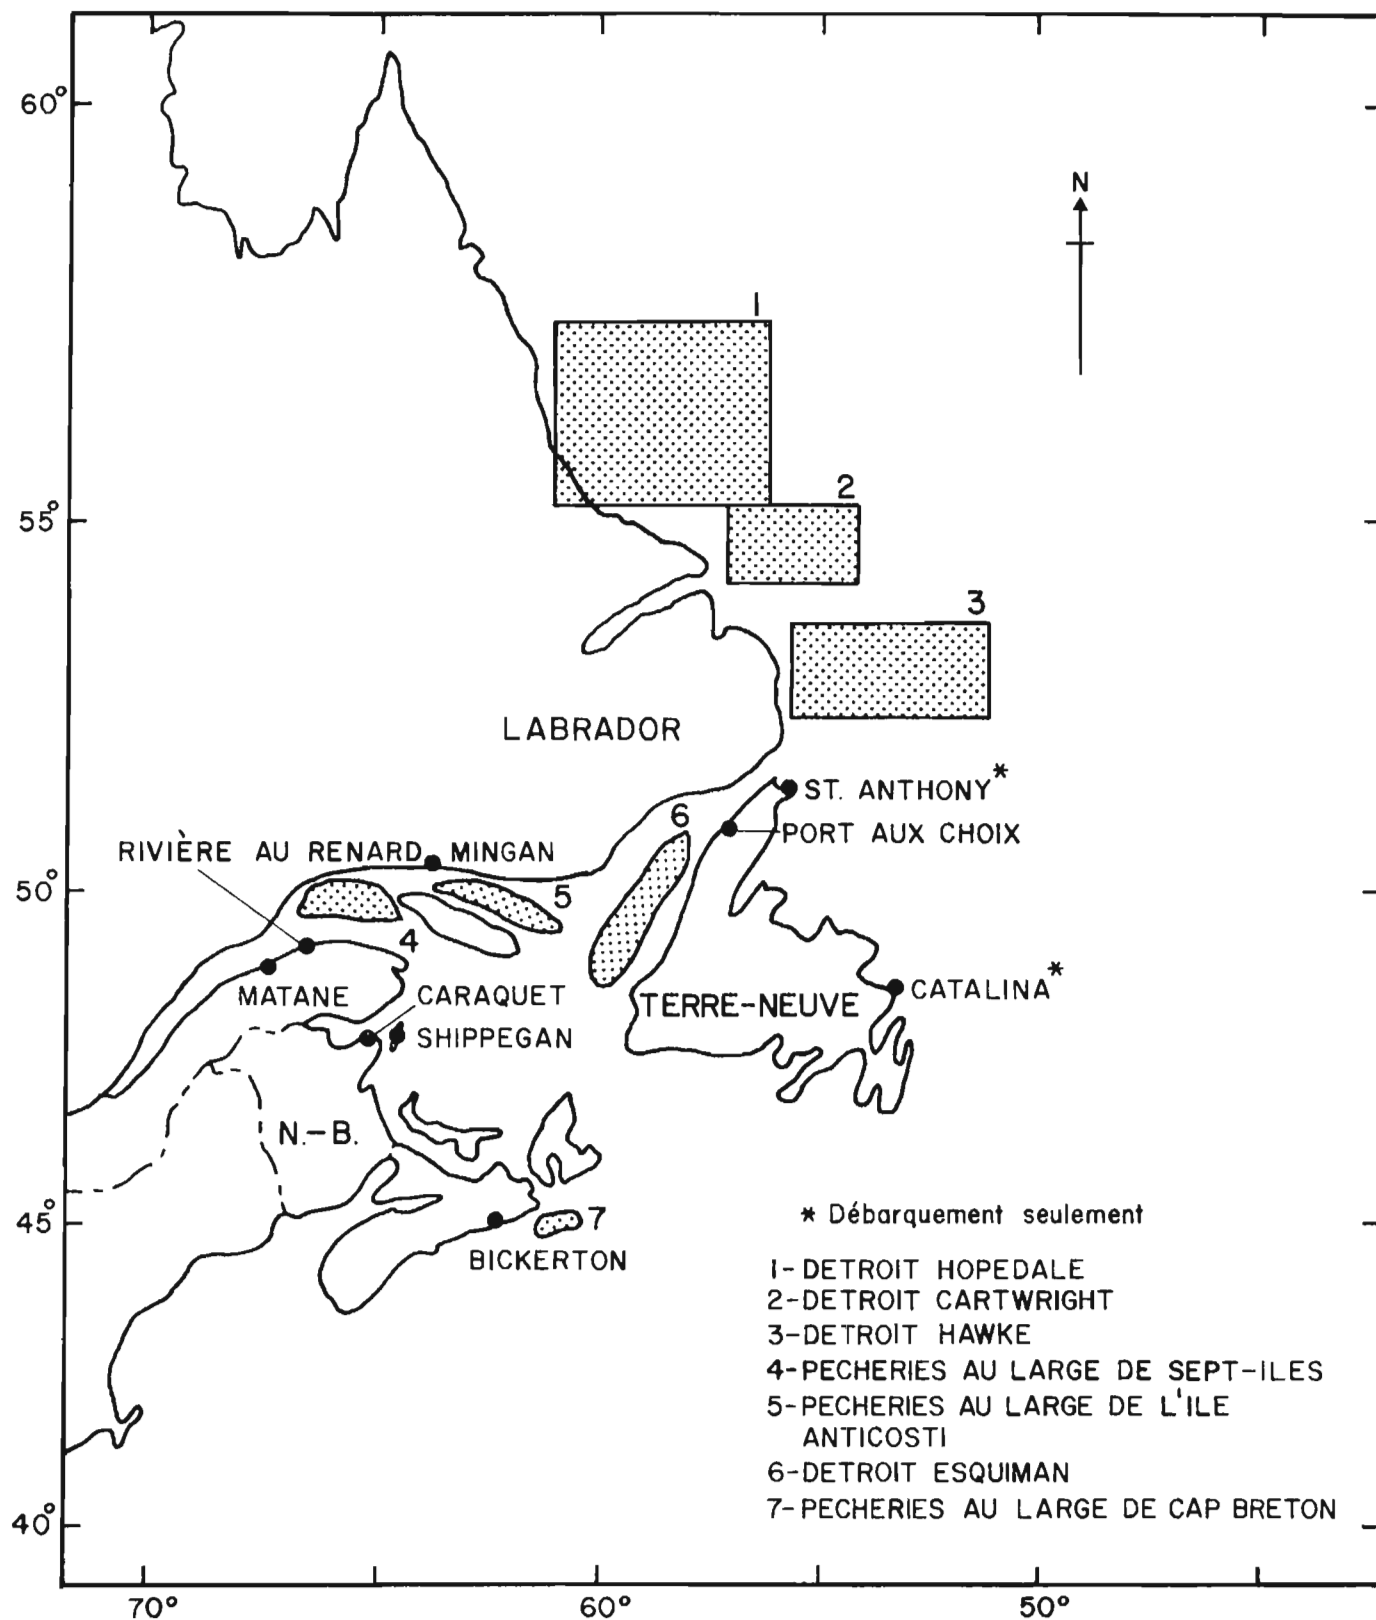 60°
N
1
2
55°
3
LABRADOR
ST. ANTHONY*
6
PORT AUX CHOIX
RIVIÈRE AU RENARD
MINGAN
50°
5
4
MATANE
CARAQUET
TERRE-NEUVE
CATALINA*
SHIPPEGAN
N.-B.
45°
7
BICKERTON
* Débarquement seulement
1-DETROIT HOPEDALE
2-DETROIT CARTWRIGHT
3-DETROIT HAWKE
4-PECHERIES AU LARGE DE SEPT-ILES
5-PECHERIES AU LARGE DE L'ILE
ANTICOSTI
6-DETROIT ESQUIMAN
7-PECHERIES AU LARGE DE CAP BRETON
40°
70°
60°
50°